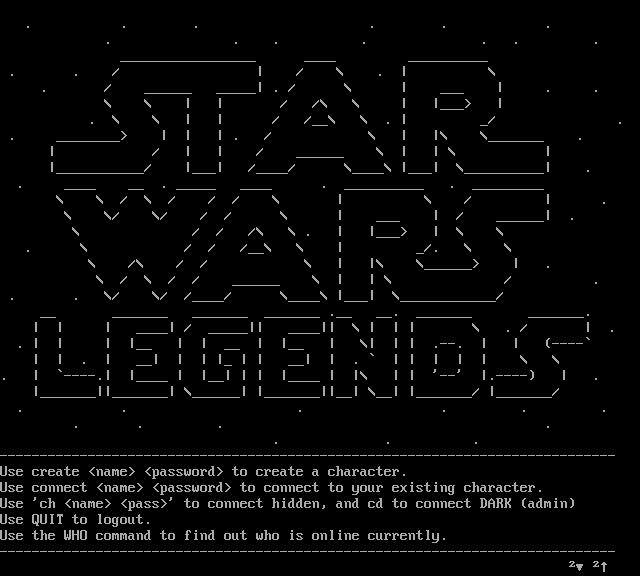 STAR
WARS
LEGENDS
Use create <name> <password> to create a character.
Use connect <name> <password> to connect to your existing character.
Use 'ch <name> <pass>' to connect hidden, and cd to connect DARK (admin)
Use QUIT to logout.
Use the WHO command to find out who is online currently.
²▼ ²↑